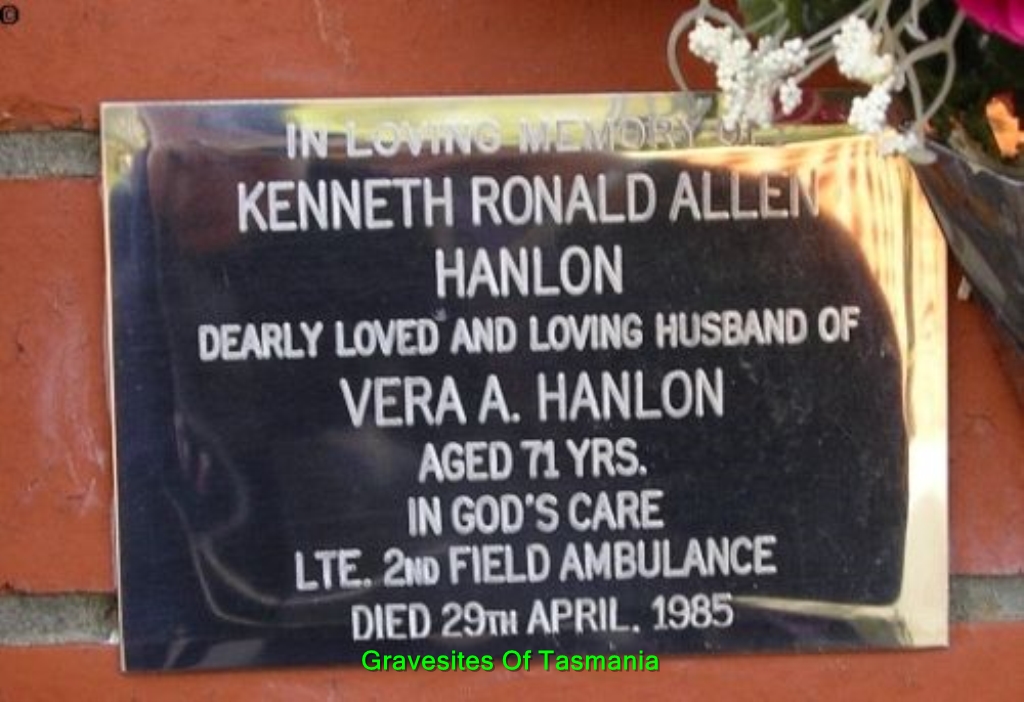 ©
IN LOVING MEMORY OF
KENNETH RONALD ALLEN
HANLON
DEARLY LOVED AND LOVING HUSBAND OF
VERA A. HANLON
AGED 71 YRS.
IN GOD'S CARE
LTE. 2ND FIELD AMBULANCE
DIED 29TH APRIL. 1985
Gravesites Of Tasmania